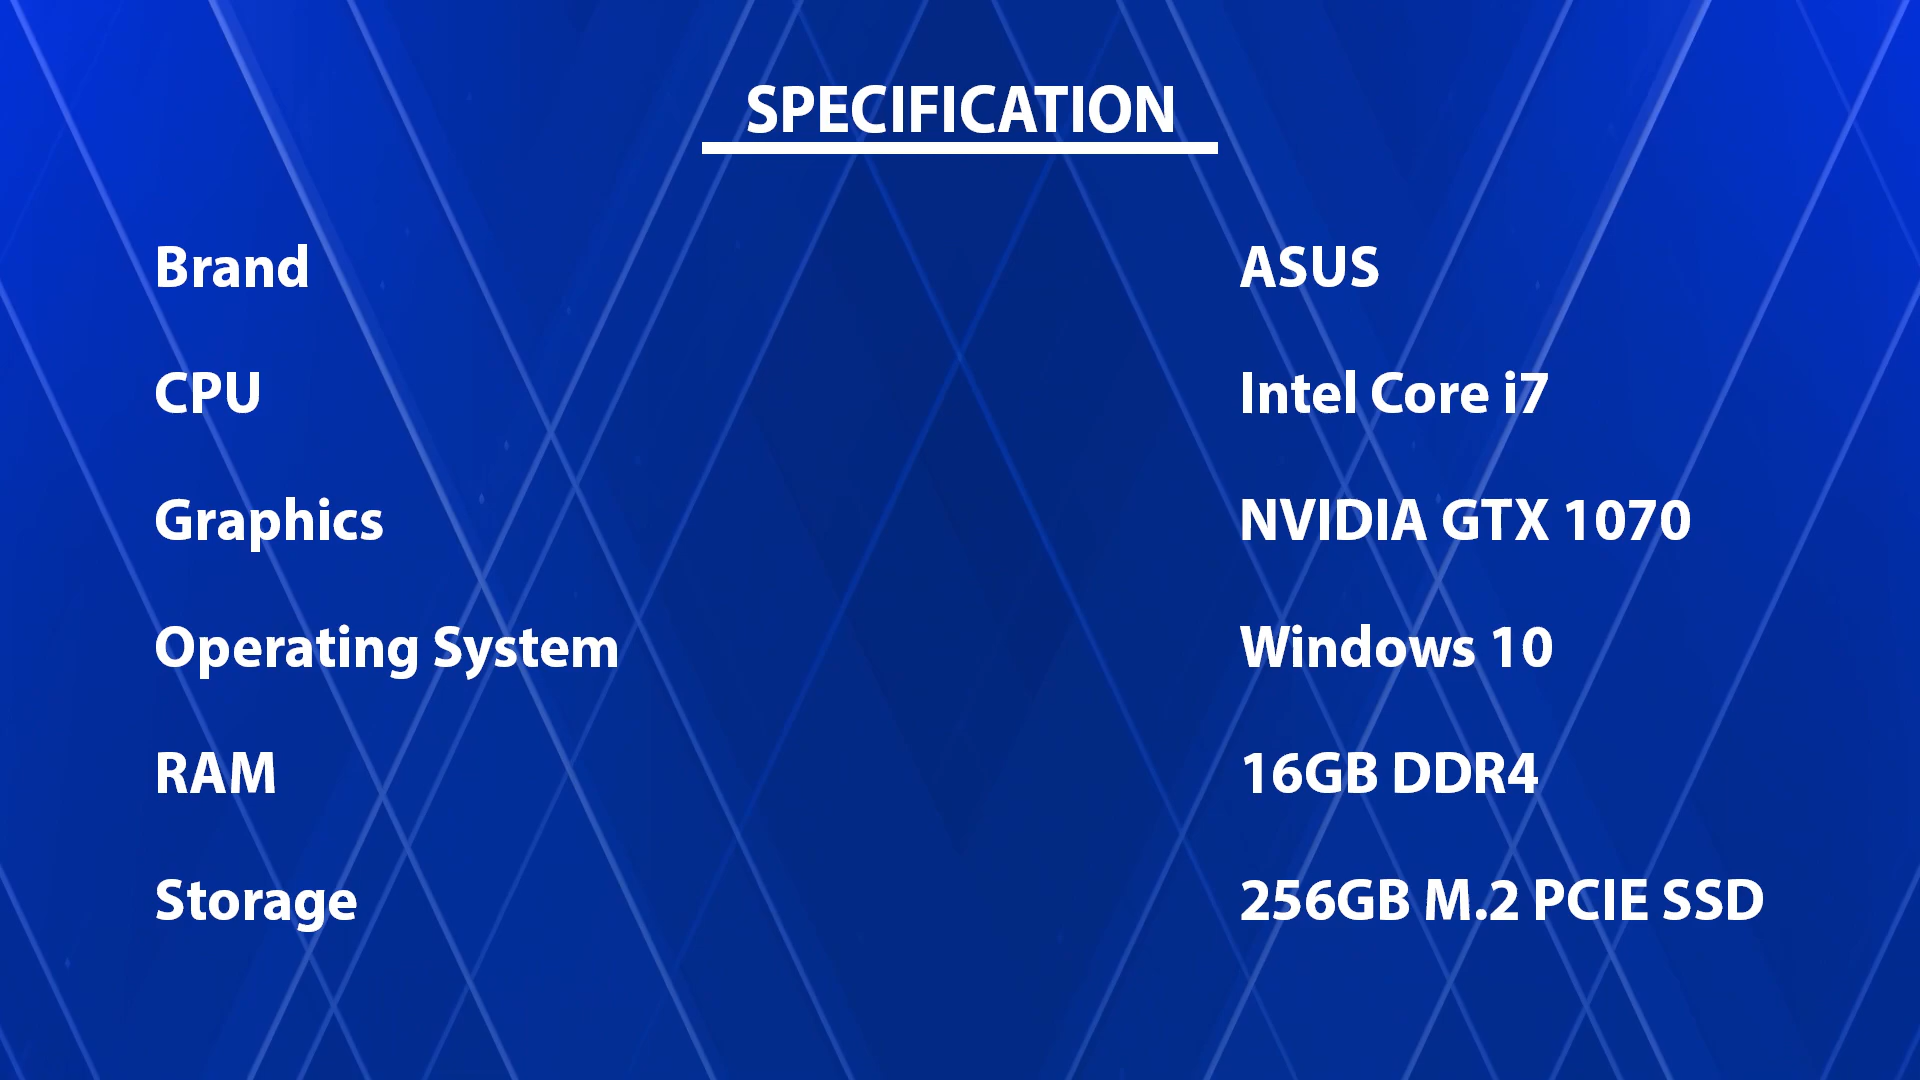 SPECIFICATION
Brand ASUS
CPU Intel Core i7
Graphics NVIDIA GTX 1070
Operating System Windows 10
RAM 16GB DDR4
Storage 256GB M.2 PCIE SSD